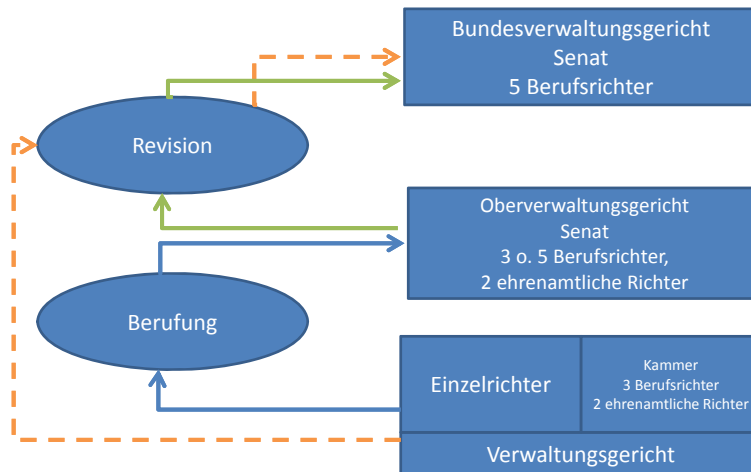 Bundesverwaltungsgericht
Senat
5 Berufsrichter
Revision
Oberverwaltungsgericht
Senat
3 o. 5 Berufsrichter,
2 ehrenamtliche Richter
Berufung
Einzelrichter
Kammer
3 Berufsrichter
2 ehrenamtliche Richter
Verwaltungsgericht